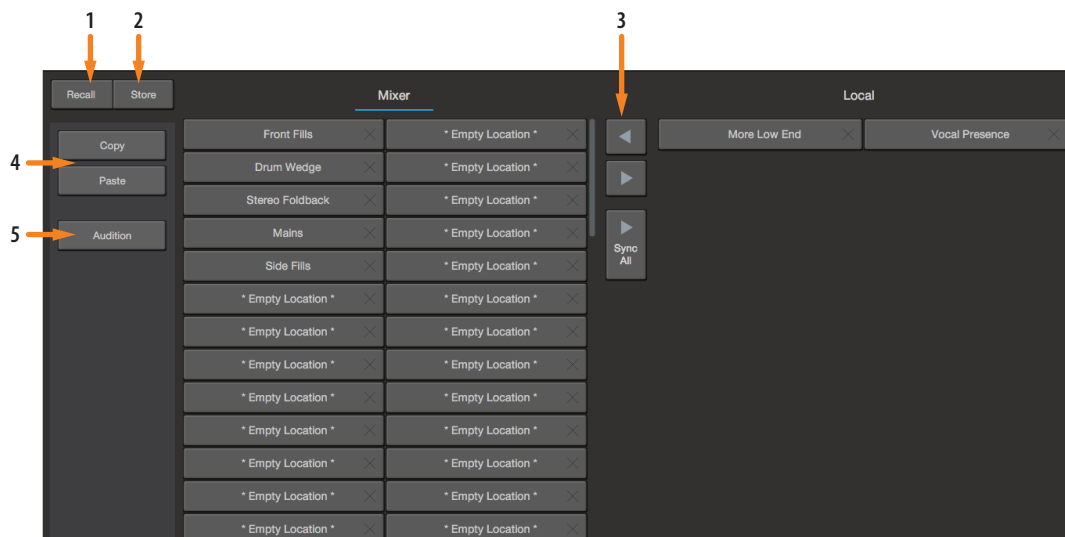 1 2 3
Recall Store Mixer Local
Front Fills * Empty Location * More Low End Vocal Presence
Copy
Drum Wedge * Empty Location *
4
Paste
Stereo Foldback * Empty Location *
5 Audition Mains * Empty Location *
Sync
All
Side Fills * Empty Location *
* Empty Location * * Empty Location *
* Empty Location * * Empty Location *
* Empty Location * * Empty Location *
* Empty Location * * Empty Location *
* Empty Location * * Empty Location *
* Empty Location * * Empty Location *
* Empty Location * * Empty Location *
* Empty Location * * Empty Location *